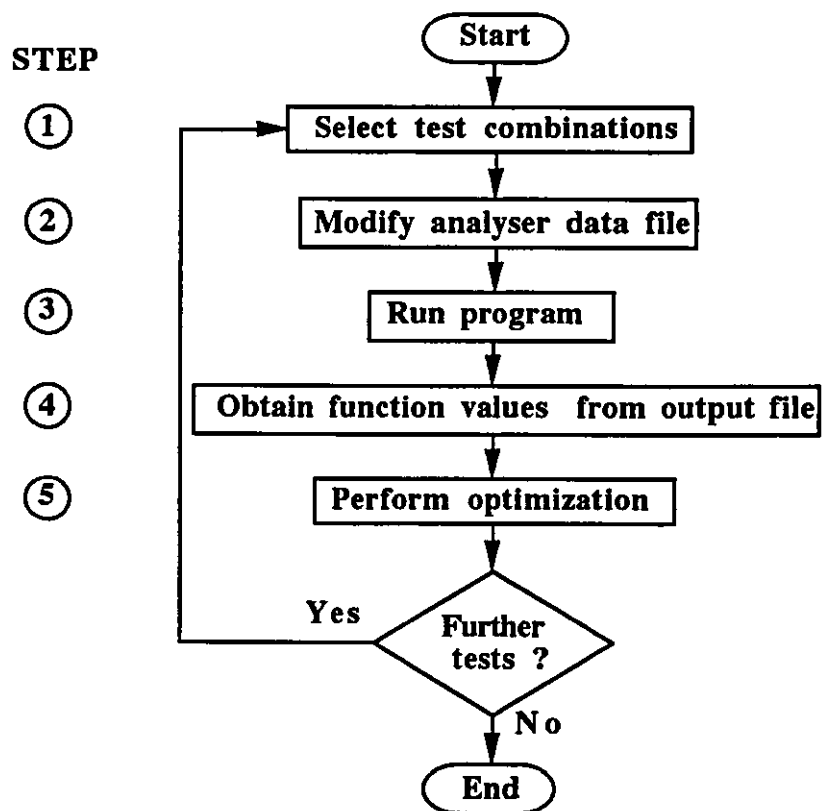 Start
STEP
1
Select test combinations
2
Modify analyser data file
3
Run program
4
Obtain function values from output file
5
Perform optimization
Yes
Further
tests ?
No
End